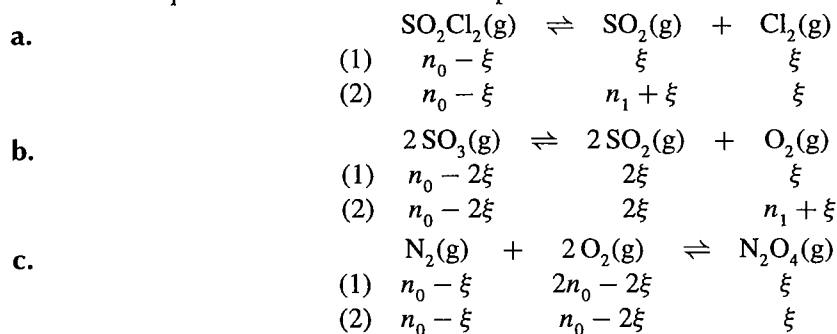 a. SO₂Cl₂(g) ⇌ SO₂(g) + Cl₂(g)
(1) n₀ − ξ ξ ξ
(2) n₀ − ξ n₁ + ξ ξ
b. 2 SO₃(g) ⇌ 2 SO₂(g) + O₂(g)
(1) n₀ − 2ξ 2ξ ξ
(2) n₀ − 2ξ 2ξ n₁ + ξ
c. N₂(g) + 2 O₂(g) ⇌ N₂O₄(g)
(1) n₀ − ξ 2n₀ − 2ξ ξ
(2) n₀ − ξ n₀ − 2ξ ξ